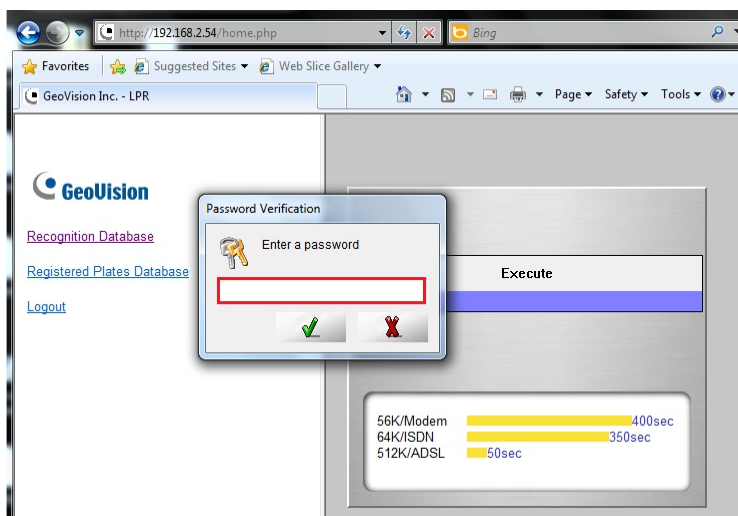 http://192.168.2.54/home.php
Bing
Favorites
Suggested Sites
Web Slice Gallery
GeoVision Inc. - LPR
Page
Safety
Tools
GeoVision
Recognition Database
Registered Plates Database
Logout
Password Verification
Enter a password
Execute
56K/Modem 400sec
64K/ISDN 350sec
512K/ADSL 50sec